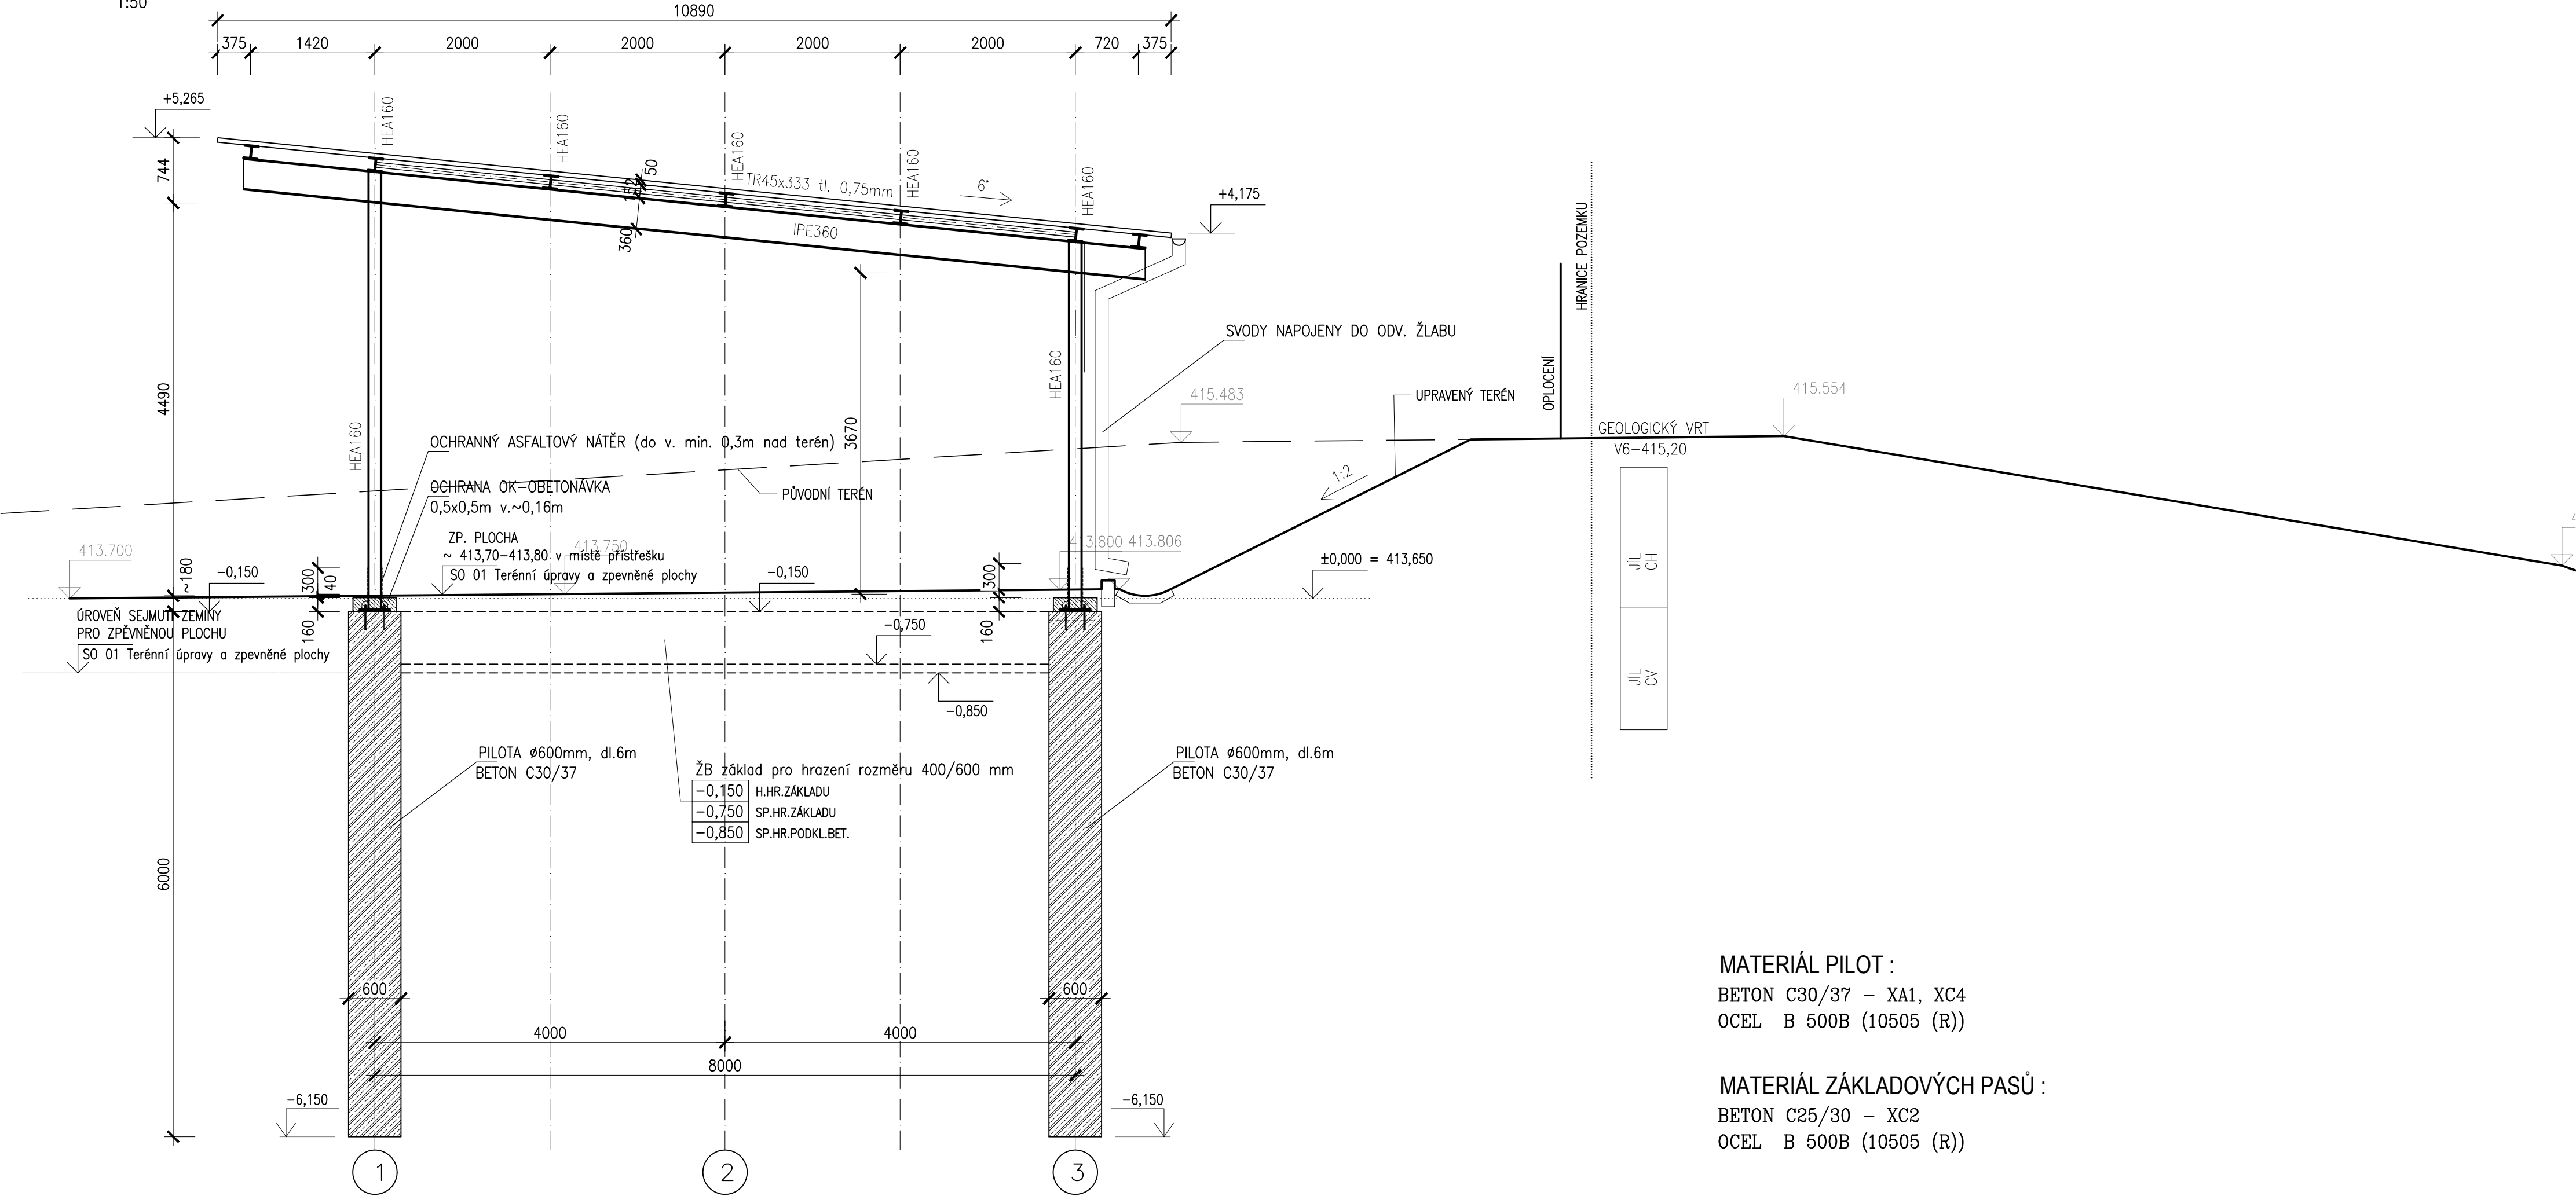 1:50
10890
375
1420
2000
2000
2000
2000
720
375
+5,265
HEA160
HEA160
HEA160
HEA160
HEA160
744
152
50
TR45x333 tl. 0,75mm
6°
+4,175
360
IPE360
HRANICE POZEMKU
SVODY NAPOJENY DO ODV. ŽLABU
OPLOCENÍ
4490
HEA160
HEA160
3670
415.483
UPRAVENÝ TERÉN
415.554
GEOLOGICKÝ VRT
V6-415,20
OCHRANNÝ ASFALTOVÝ NÁTĚR (do v. min. 0,3m nad terén)
1:2
OCHRANA OK-OBETONÁVKA
0,5x0,5m v.~0,16m
PŮVODNÍ TERÉN
ZP. PLOCHA
~ 413,70-413,80 v místě přístřešku
SO 01 Terénní úpravy a zpevněné plochy
413.700
413.750
413.800
413.806
±0,000 = 413,650
JÍL
CH
~180
-0,150
300
40
-0,150
300
ÚROVEŇ SEJMUTÍ ZEMINY
PRO ZPĚVNĚNOU PLOCHU
SO 01 Terénní úpravy a zpevněné plochy
160
-0,750
160
JÍL
CV
-0,850
PILOTA ø600mm, dl.6m
BETON C30/37
ŽB základ pro hrazení rozměru 400/600 mm
-0,150 H.HR.ZÁKLADU
-0,750 SP.HR.ZÁKLADU
-0,850 SP.HR.PODKL.BET.
PILOTA ø600mm, dl.6m
BETON C30/37
6000
600
600
4000
4000
8000
-6,150
-6,150
1
2
3
MATERIÁL PILOT :
BETON C30/37 - XA1, XC4
OCEL B 500B (10505 (R))
MATERIÁL ZÁKLADOVÝCH PASŮ :
BETON C25/30 - XC2
OCEL B 500B (10505 (R))